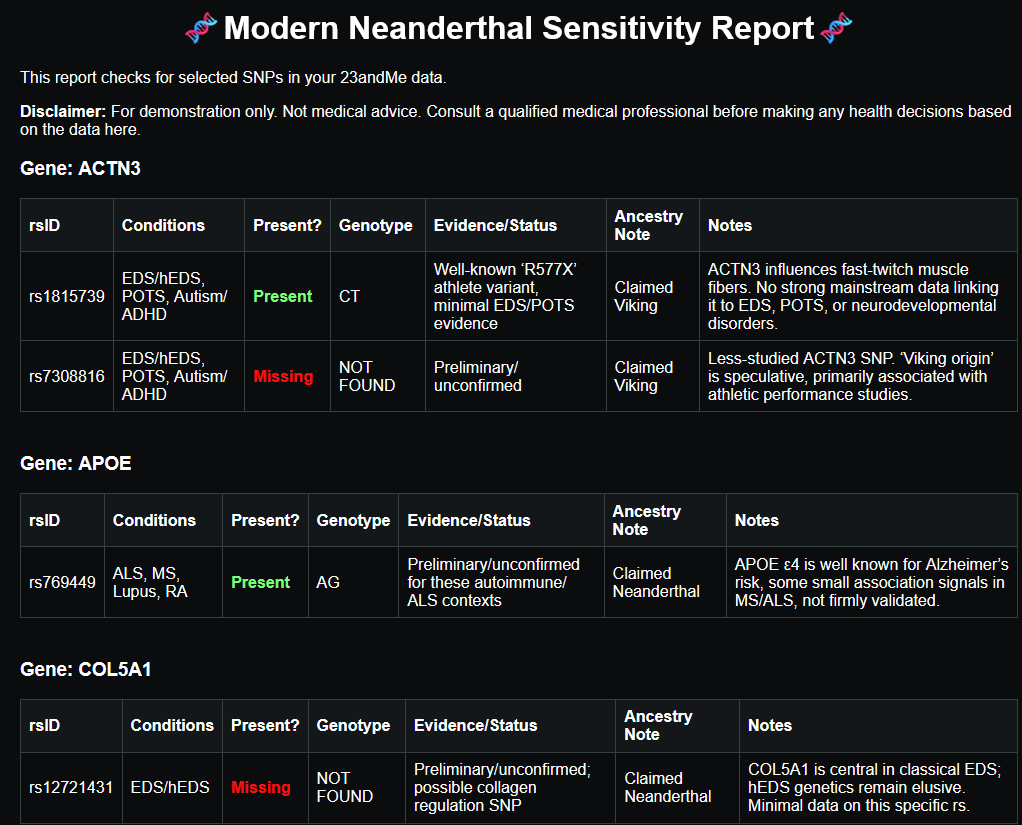 🧬 Modern Neanderthal Sensitivity Report 🧬
This report checks for selected SNPs in your 23andMe data.
Disclaimer: For demonstration only. Not medical advice. Consult a qualified medical professional before making any health decisions based
on the data here.
Gene: ACTN3
rsID
Conditions
Present?
Genotype
Evidence/Status
Ancestry
Note
Notes
rs1815739
EDS/hEDS,
POTS, Autism/
ADHD
Present
CT
Well-known ‘R577X’
athlete variant,
minimal EDS/POTS
evidence
Claimed
Viking
ACTN3 influences fast-twitch muscle
fibers. No strong mainstream data linking
it to EDS, POTS, or neurodevelopmental
disorders.
rs7308816
EDS/hEDS,
POTS, Autism/
ADHD
Missing
NOT
FOUND
Preliminary/
unconfirmed
Claimed
Viking
Less-studied ACTN3 SNP. ‘Viking origin’
is speculative, primarily associated with
athletic performance studies.
Gene: APOE
rsID
Conditions
Present?
Genotype
Evidence/Status
Ancestry
Note
Notes
rs769449
ALS, MS,
Lupus, RA
Present
AG
Preliminary/unconfirmed
for these autoimmune/
ALS contexts
Claimed
Neanderthal
APOE ε4 is well known for Alzheimer’s
risk, some small association signals in
MS/ALS, not firmly validated.
Gene: COL5A1
rsID
Conditions
Present?
Genotype
Evidence/Status
Ancestry
Note
Notes
rs12721431
EDS/hEDS
Missing
NOT
FOUND
Preliminary/unconfirmed;
possible collagen
regulation SNP
Claimed
Neanderthal
COL5A1 is central in classical EDS;
hEDS genetics remain elusive.
Minimal data on this specific rs.